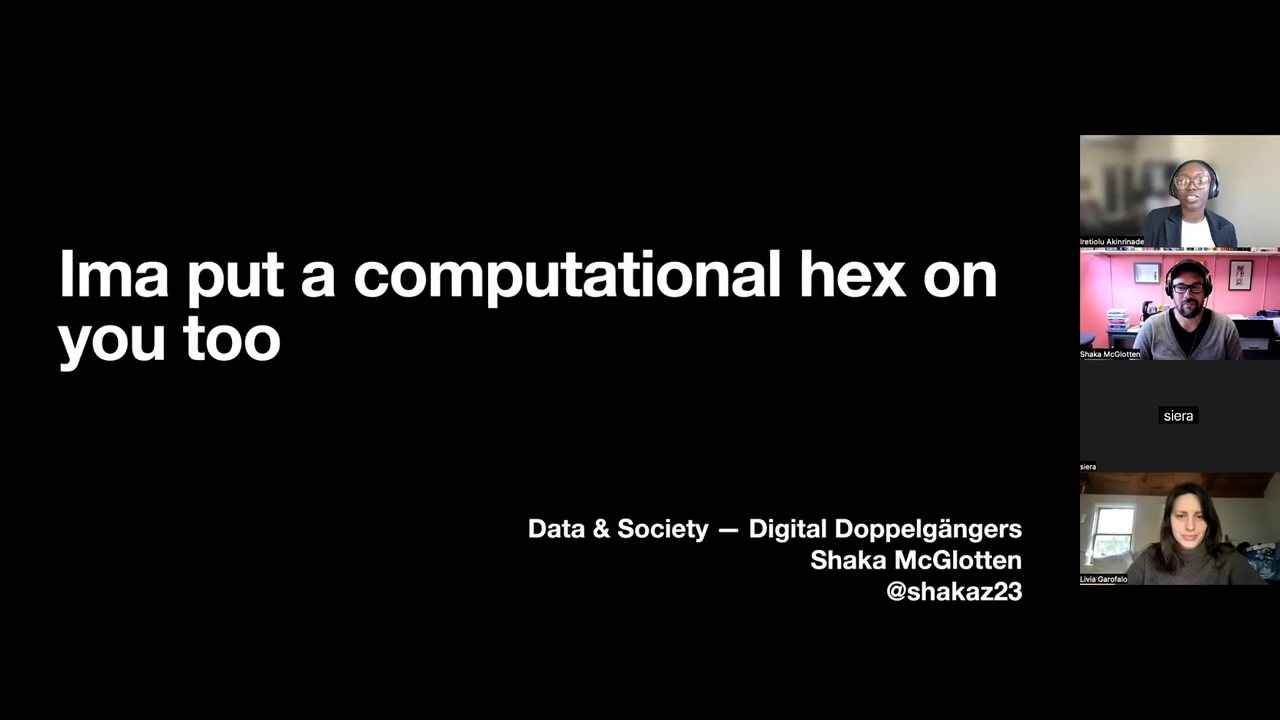 Ima put a computational hex on
you too
Data & Society — Digital Doppelgängers
Shaka McGlotten
@shakaz23
Iretiolu Akinrinade
Shaka McGlotten
siera
siera
Livia Garofalo